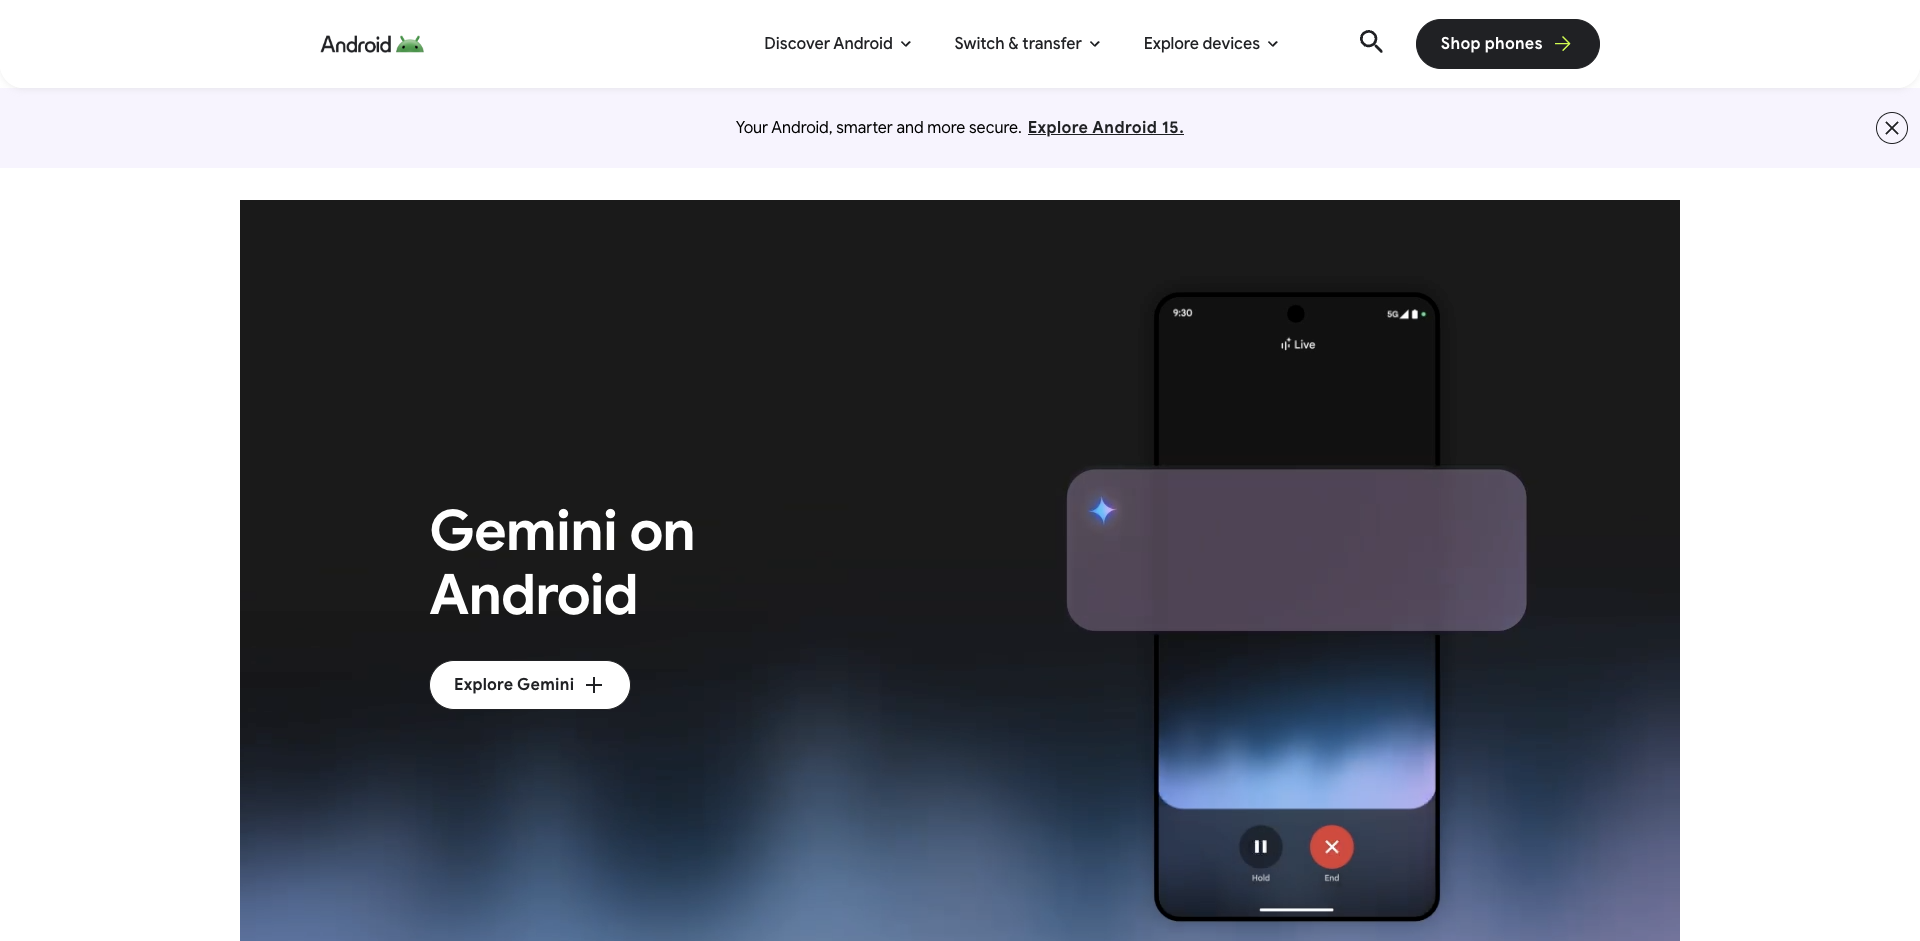 Android
Discover Android
Switch & transfer
Explore devices
Shop phones
Your Android, smarter and more secure. Explore Android 15.
9:30
5G
Live
Gemini on
Android
Explore Gemini
Hold
End